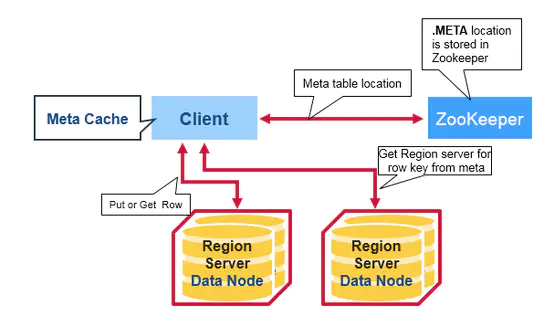 .META location
is stored in
Zookeeper
Meta table location
Meta Cache
Client
ZooKeeper
Get Region server for
row key from meta
Put or Get Row
Region
Server
Data Node
Region
Server
Data Node